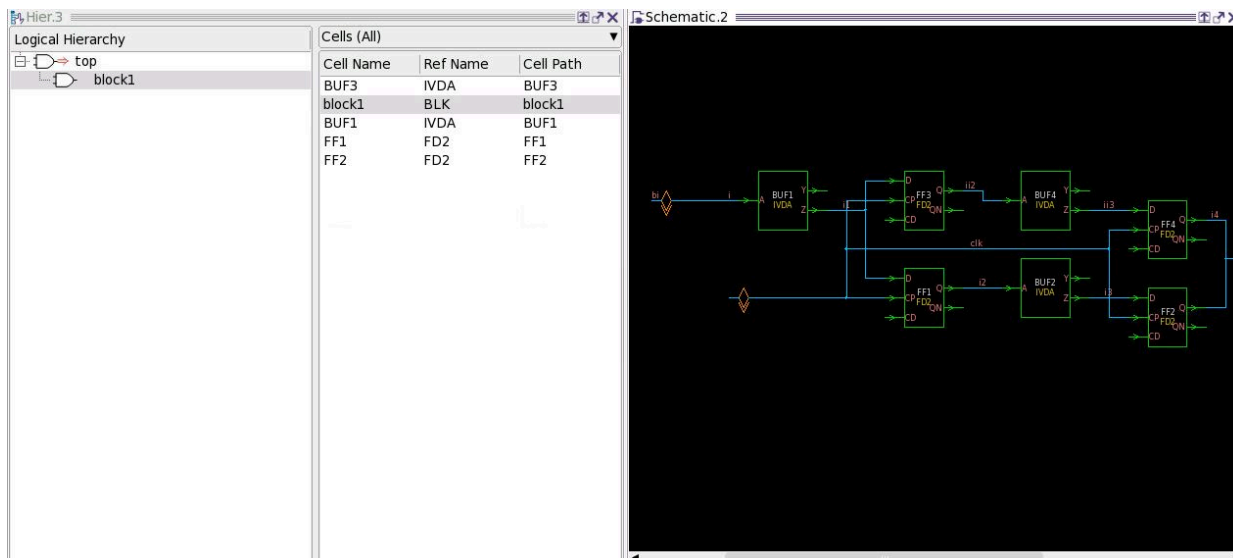 Hier.3
Logical Hierarchy
top
block1
Cells (All)
Cell Name Ref Name Cell Path
BUF3 IVDA BUF3
block1 BLK block1
BUF1 IVDA BUF1
FF1 FD2 FF1
FF2 FD2 FF2
Schematic.2
bi
i
BUF1
IVDA
A
Y
Z
i1
D
CP
CD
FF3
FD2
Q
QN
ii2
A
BUF4
IVDA
Y
Z
ii3
D
CP
CD
FF4
FD2
Q
QN
i4
clk
D
CP
CD
FF1
FD2
Q
QN
i2
A
BUF2
IVDA
Y
Z
i3
D
CP
CD
FF2
FD2
Q
QN